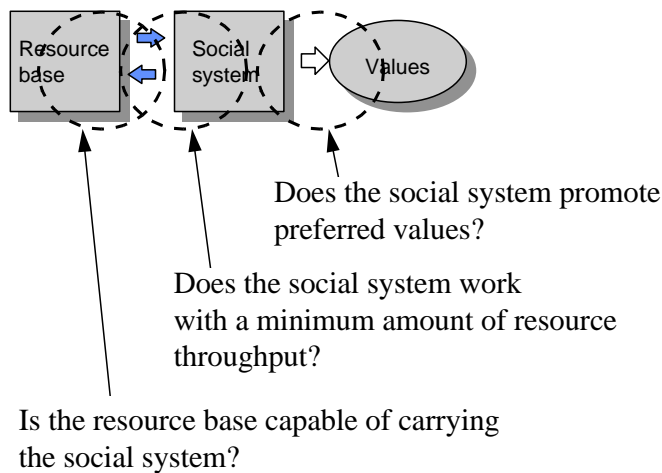 Resource
base
Social
system
Values
Does the social system promote
preferred values?
Does the social system work
with a minimum amount of resource
throughput?
Is the resource base capable of carrying
the social system?